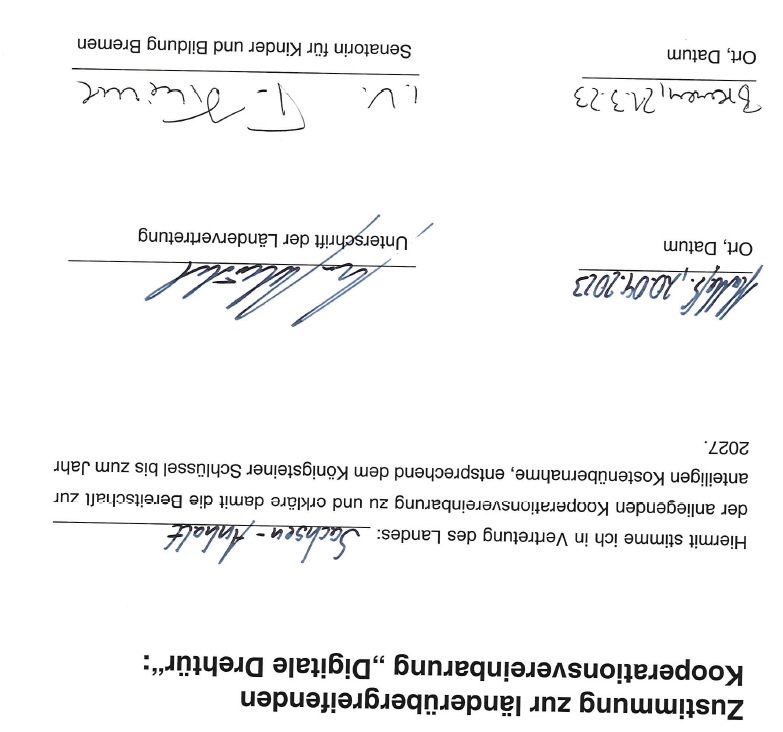 Zustimmung zur länderübergreifenden
Kooperationsvereinbarung „Digitale Drehtür“:
Hiermit stimme ich in Vertretung des Landes: Sachsen-Anhalt
der anliegenden Kooperationsvereinbarung zu und erkläre damit die Bereitschaft zur
anteiligen Kostenübernahme, entsprechend dem Königsteiner Schlüssel bis zum Jahr
2027.
20.04.2023
Ort, Datum Unterschrift der Ländervertretung
Bremen, 21.3.23 i.V. T.
Ort, Datum Senatorin für Kinder und Bildung Bremen